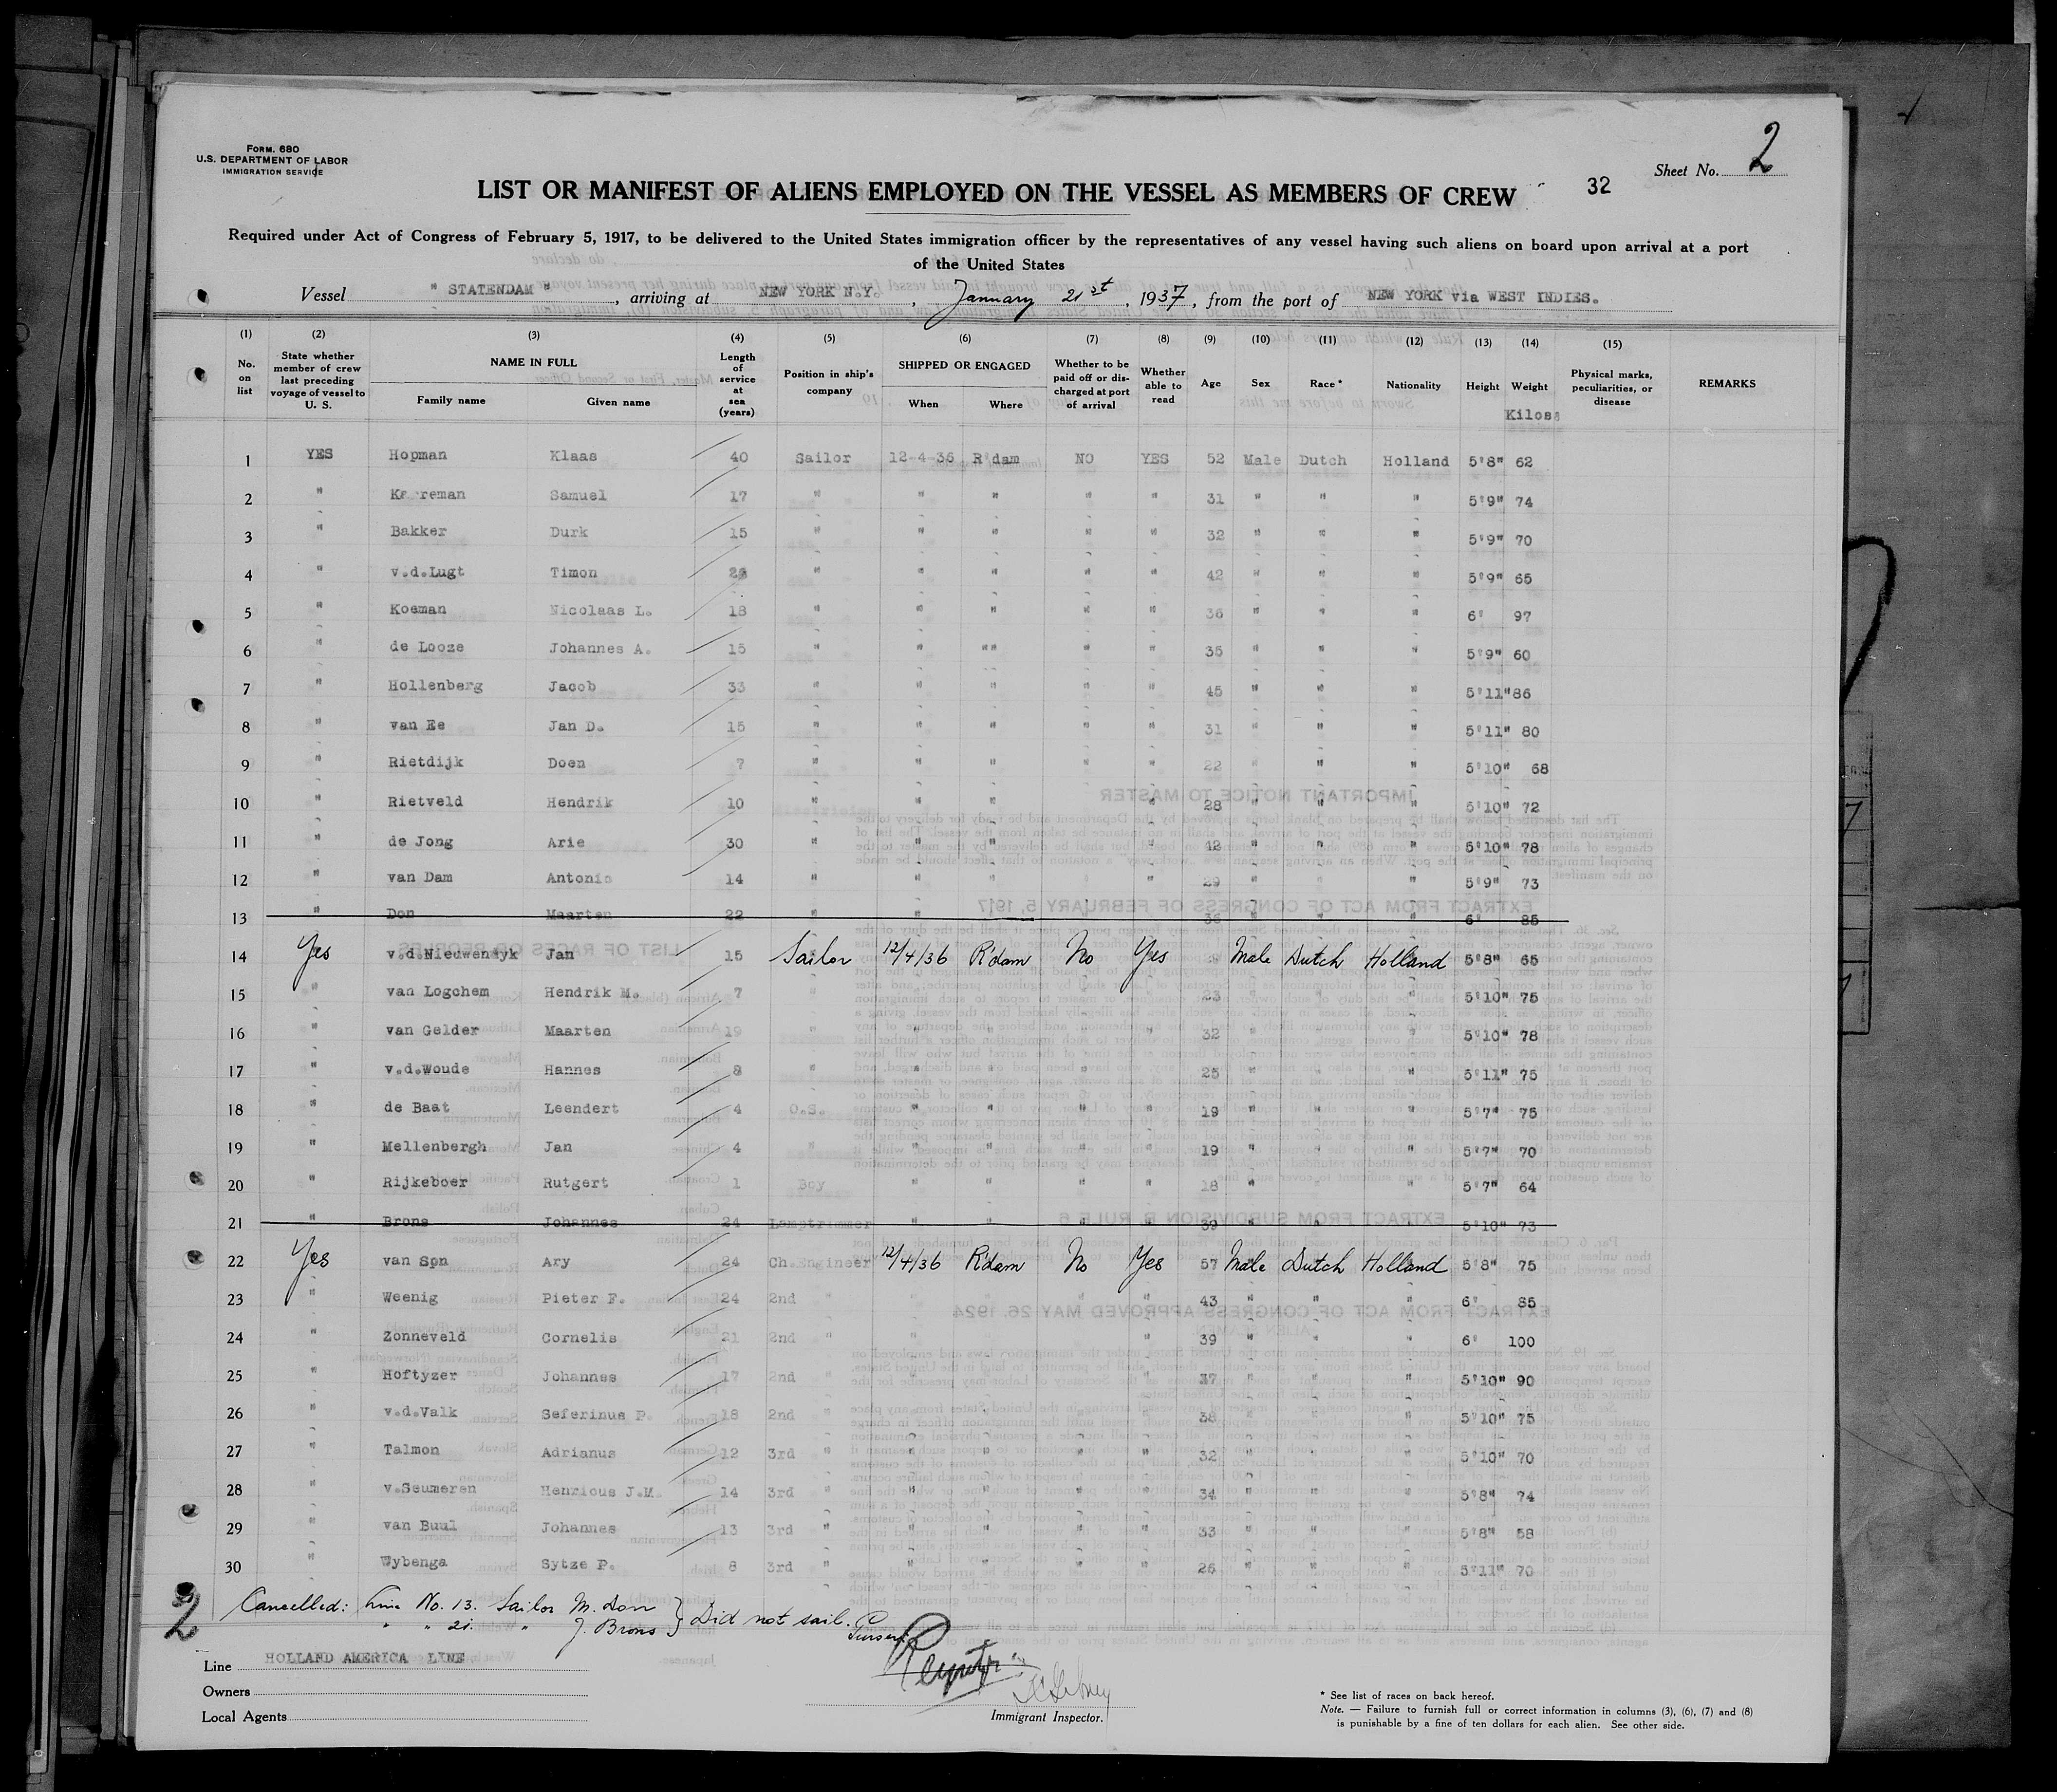 FORM. 680
U.S. DEPARTMENT OF LABOR
IMMIGRATION SERVICE
Sheet No. 2
LIST OR MANIFEST OF ALIENS EMPLOYED ON THE VESSEL AS MEMBERS OF CREW 32
Required under Act of Congress of February 5, 1917, to be delivered to the United States immigration officer by the representatives of any vessel having such aliens on board upon arrival at a port
of the United States
Vessel " STATENDAM ", arriving at NEW YORK N.Y., January 21st, 1937, from the port of NEW YORK via WEST INDIES.
(1) No. on list (2) State whether member of crew last preceding voyage of vessel to U. S. (3) NAME IN FULL Family name Given name (4) Length of service at sea (years) (5) Position in ship's company (6) SHIPPED OR ENGAGED When Where (7) Whether to be paid off or discharged at port of arrival (8) Whether able to read (9) Age (10) Sex (11) Race * (12) Nationality (13) Height (14) Weight Kilos (15) Physical marks, peculiarities, or disease REMARKS
1 YES Hopman Klaas 40 Sailor 12-4-36 R'dam NO YES 52 Male Dutch Holland 5'8" 62
2 " Samuel 17 " " " " " 31 " " " 5'9" 74
3 " Bakker Durk 15 " " " " " 32 " " " 5'9" 70
4 " v.d.Lugt Timon " " " " " 42 " " " 5'9" 65
5 " Koeman Nicolaas L. 18 " " " " " 36 " " " 6' 97
6 " de Looze Johannes A. 15 " " "" " " 35 " " " 5'9" 60
7 " Hollenberg Jacob 33 " " " " " 45 " " " 5'11" 86
8 " van Ee Jan D. 15 " " " " " 31 " " " 5'11" 80
9 " Rietdijk Doen 7 " " " " " 22 " " " 5'10" 68
10 " Rietveld Hendrik 10 " " " " " 28 " " " 5'10" 72
11 " de Jong Arie 30 " " " " " 42 " " " 5'10" 78
12 " van Dam Antonie 14 " " " " " 29 " " " 5'9" 73
13 " Don Maarten 22 " " " " " 36 " " " 6' 85
14 Yes v.d.Nieuwendyk Jan 15 Sailor 12/4/36 R'dam No Yes Male Dutch Holland 5'8" 65
15 " van Logchem Hendrik M. 7 " " " " " 23 " " " 5'10" 75
16 " van Gelder Maarten 19 " " " " " 32 " " " 5'10" 78
17 " v.d.Woude Hannes 8 " " " " " 25 " " " 5'11" 75
18 " de Baat Leendert 4 O.S. " " " " 19 " " " 5'7" 75
19 " Mellenbergh Jan 4 " " " " " 19 " " " 5'7" 70
20 " Rijkeboer Rutgert 1 Boy " " " " 18 " " " 5'7" 64
21 " Brons Johannes 24 Lamptrimmer " " " " 39 " " " 5'10" 73
22 Yes van Son Ary 24 Ch.Engineer 12/4/36 R'dam No Yes 57 Male Dutch Holland 5'8" 75
23 " Weenig Pieter F. 24 2nd " " " " " 43 " " " 6' 85
24 " Zonneveld Cornelis 21 2nd " " " " " 39 " " " 6' 100
25 " Hoftyzer Johannes 17 2nd " " " " " 37 " " " 5'10" 90
26 " v.d.Valk Seferinus P. 18 2nd " " " " " 38 " " " 5'10" 75
27 " Talmon Adrianus 12 3rd " " " " " 32 " " " 5'10" 70
28 " v.Seumeren Henricus J.M. 14 3rd " " " " " 34 " " " 5'8" 74
29 " van Buul Johannes 13 3rd " " " " " 33 " " " 5'8" 58
30 " Wybenga Sytze P. 8 3rd " " " " " 26 " " " 5'11" 70
Cancelled: Line No. 13. Sailor M. Don } Did not sail.
" " 21. " J. Brons
Purser
2
Line HOLLAND AMERICA LINE
Owners
Local Agents
Immigrant Inspector.
* See list of races on back hereof.
Note. — Failure to furnish full or correct information in columns (3), (6), (7) and (8)
is punishable by a fine of ten dollars for each alien. See other side.